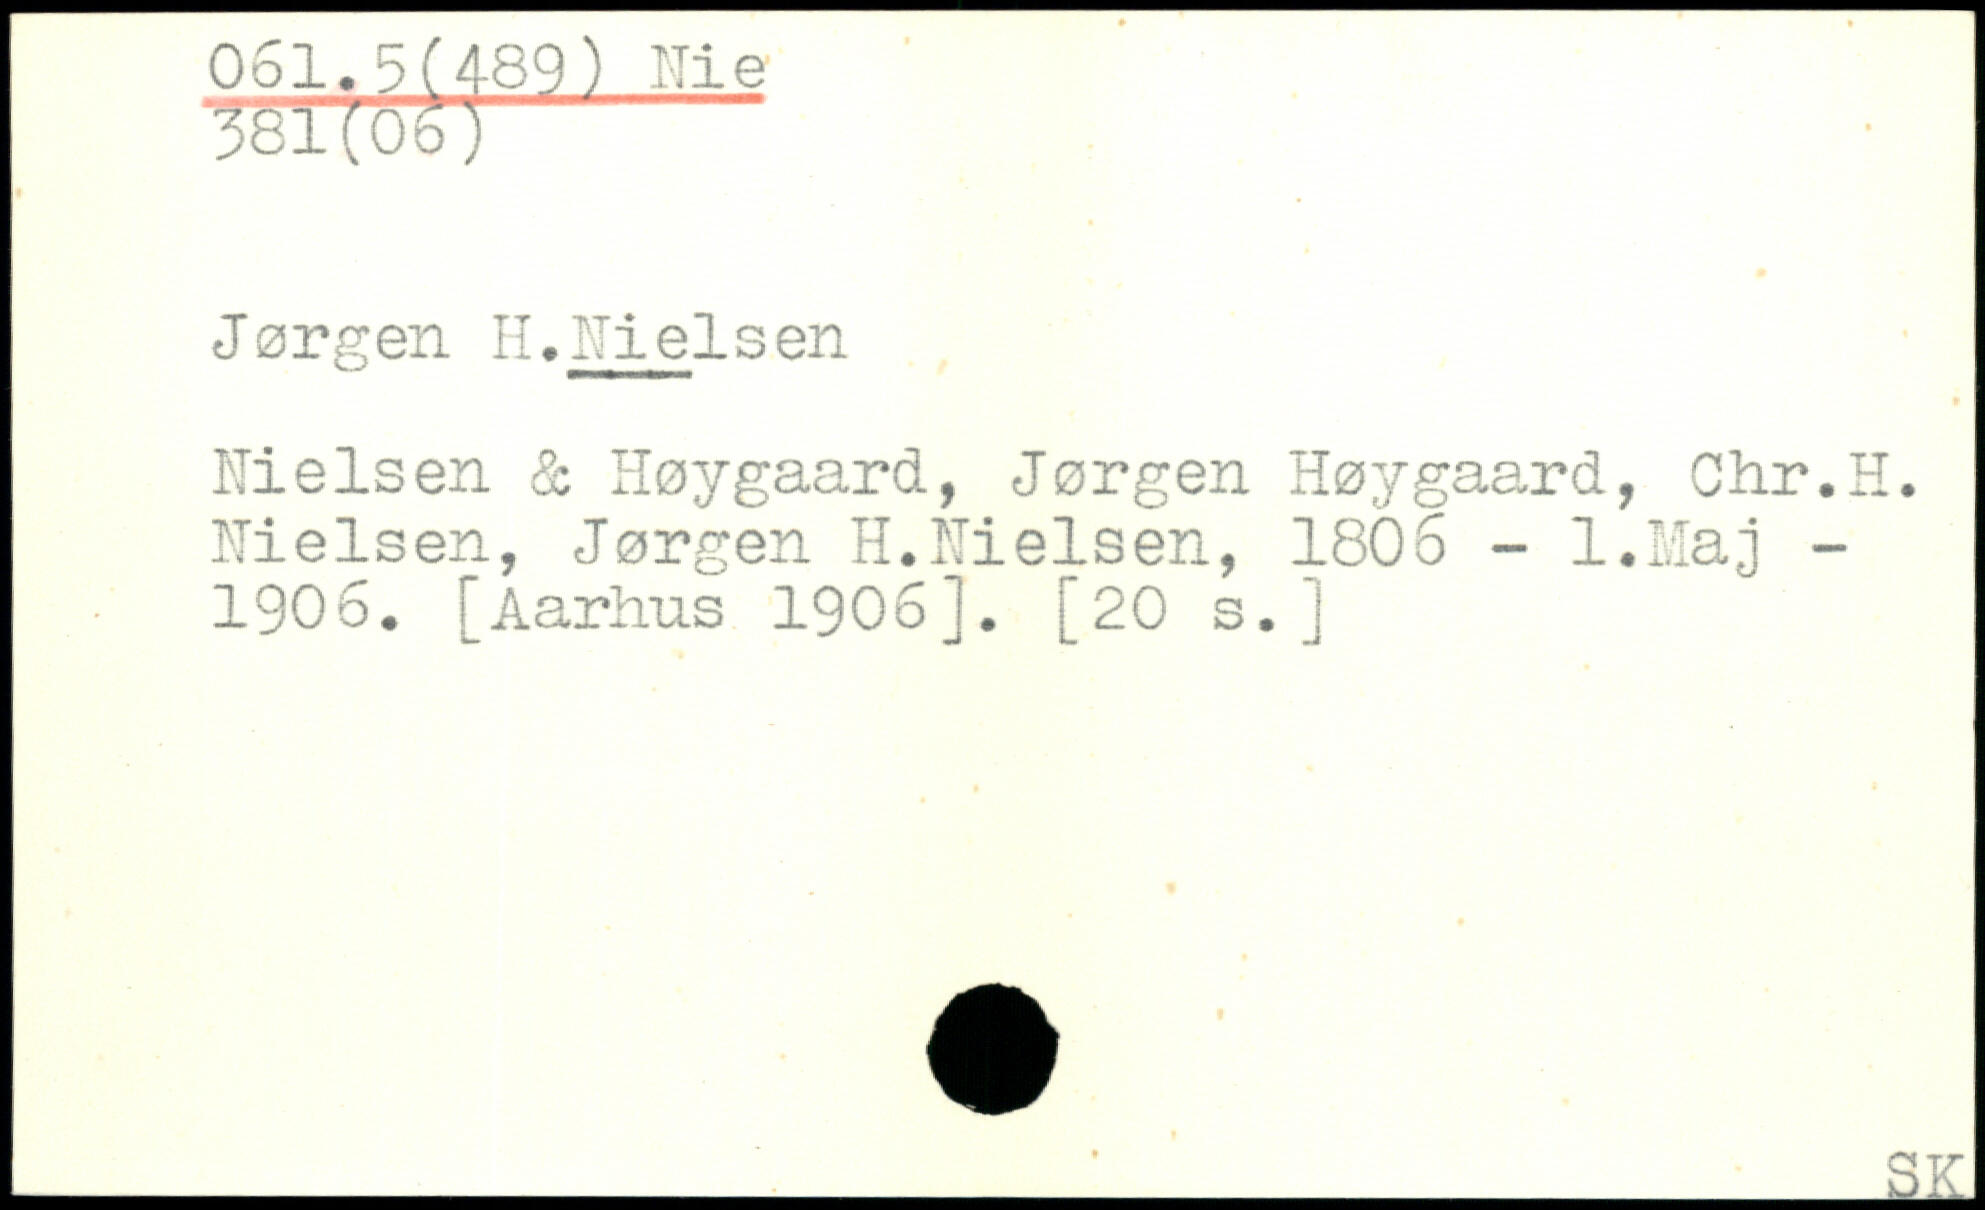 061.5(489) Nie
381(06)
Jørgen H.Nielsen
Nielsen & Høygaard, Jørgen Høygaard, Chr.H.
Nielsen, Jørgen H.Nielsen, 1806 - 1.Maj -
1906. [Aarhus 1906]. [20 s.]
SK